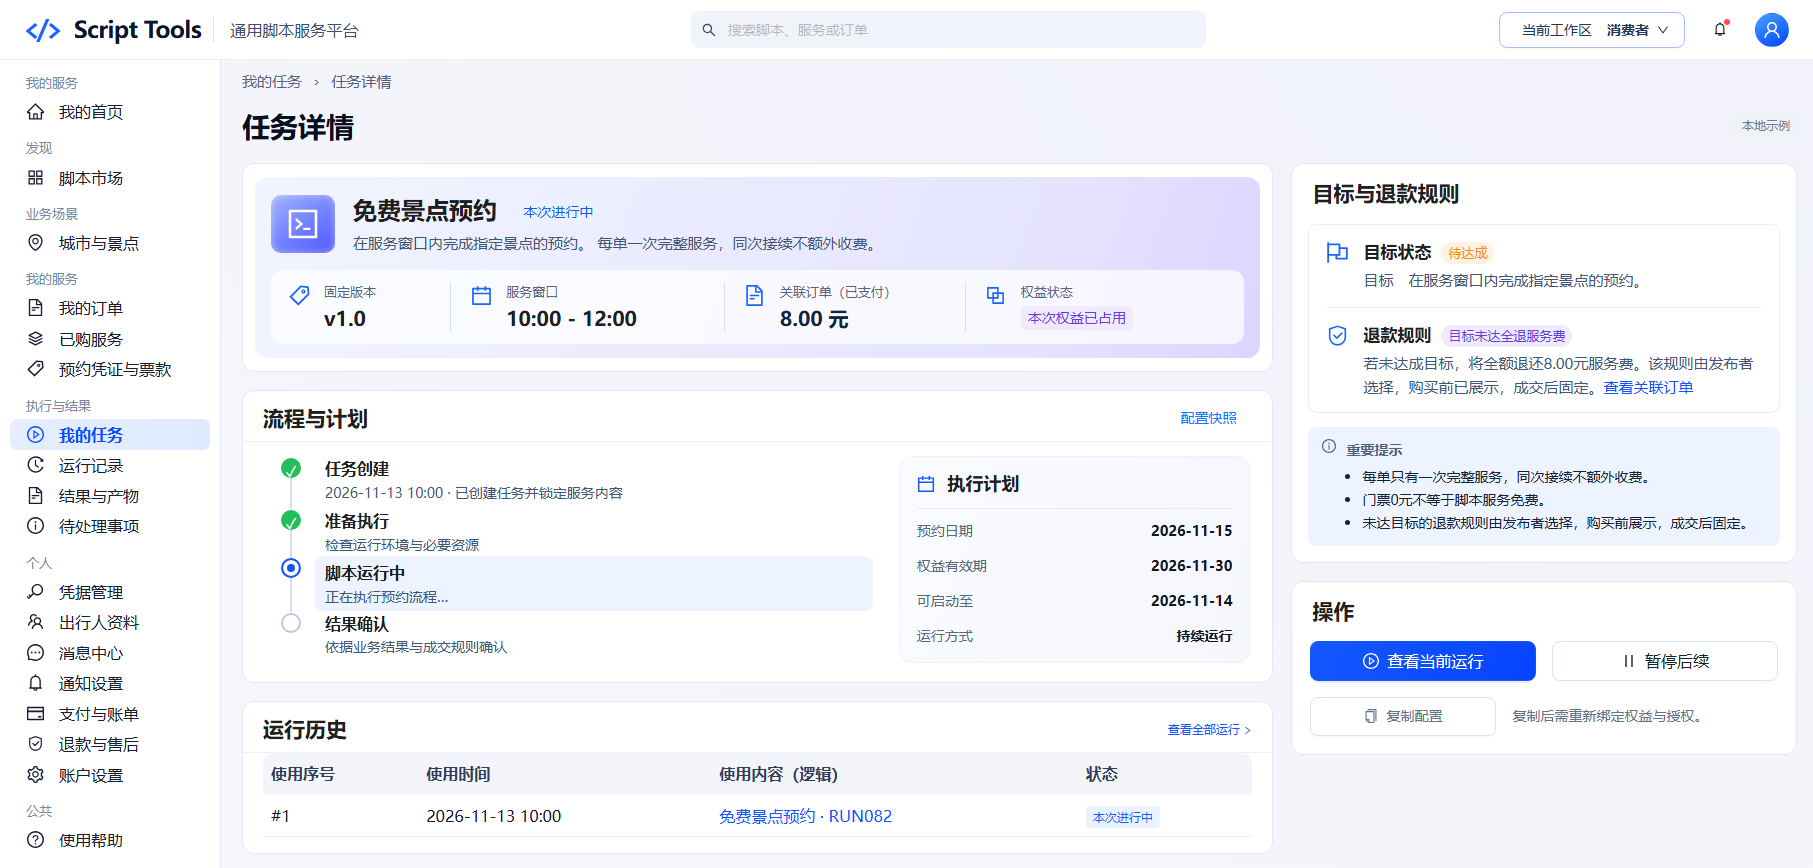 Script Tools
通用脚本服务平台
搜索脚本、服务或订单
当前工作区 消费者
我的服务
我的首页
发现
脚本市场
业务场景
城市与景点
我的服务
我的订单
已购服务
预约凭证与票款
执行与结果
我的任务
运行记录
结果与产物
待处理事项
个人
凭据管理
出行人资料
消息中心
通知设置
支付与账单
退款与售后
账户设置
公共
使用帮助
我的任务 › 任务详情
任务详情
本地示例
免费景点预约 本次进行中
在服务窗口内完成指定景点的预约。 每单一次完整服务，同次接续不额外收费。
固定版本
v1.0
服务窗口
10:00 - 12:00
关联订单（已支付）
8.00 元
权益状态
本次权益已占用
流程与计划
配置快照
任务创建
2026-11-13 10:00 · 已创建任务并锁定服务内容
准备执行
检查运行环境与必要资源
脚本运行中
正在执行预约流程...
结果确认
依据业务结果与成交规则确认
执行计划
预约日期 2026-11-15
权益有效期 2026-11-30
可启动至 2026-11-14
运行方式 持续运行
运行历史
查看全部运行 >
使用序号 使用时间 使用内容（逻辑） 状态
#1 2026-11-13 10:00 免费景点预约 · RUN082 本次进行中
目标与退款规则
目标状态 待达成
目标 在服务窗口内完成指定景点的预约。
退款规则 目标未达全退服务费
若未达成目标，将全额退还8.00元服务费。该规则由发布者
选择，购买前已展示，成交后固定。查看关联订单
重要提示
• 每单只有一次完整服务，同次接续不额外收费。
• 门票0元不等于脚本服务免费。
• 未达目标的退款规则由发布者选择，购买前展示，成交后固定。
操作
查看当前运行
暂停后续
复制配置
复制后需重新绑定权益与授权。